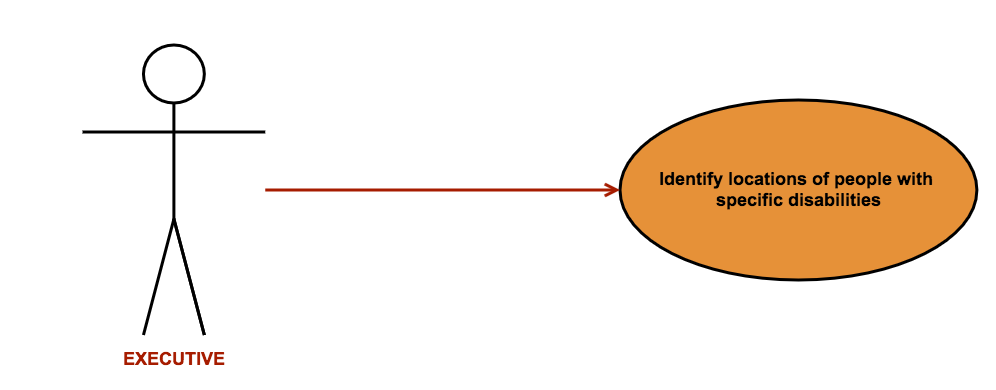 Identify locations of people with
specific disabilities
EXECUTIVE